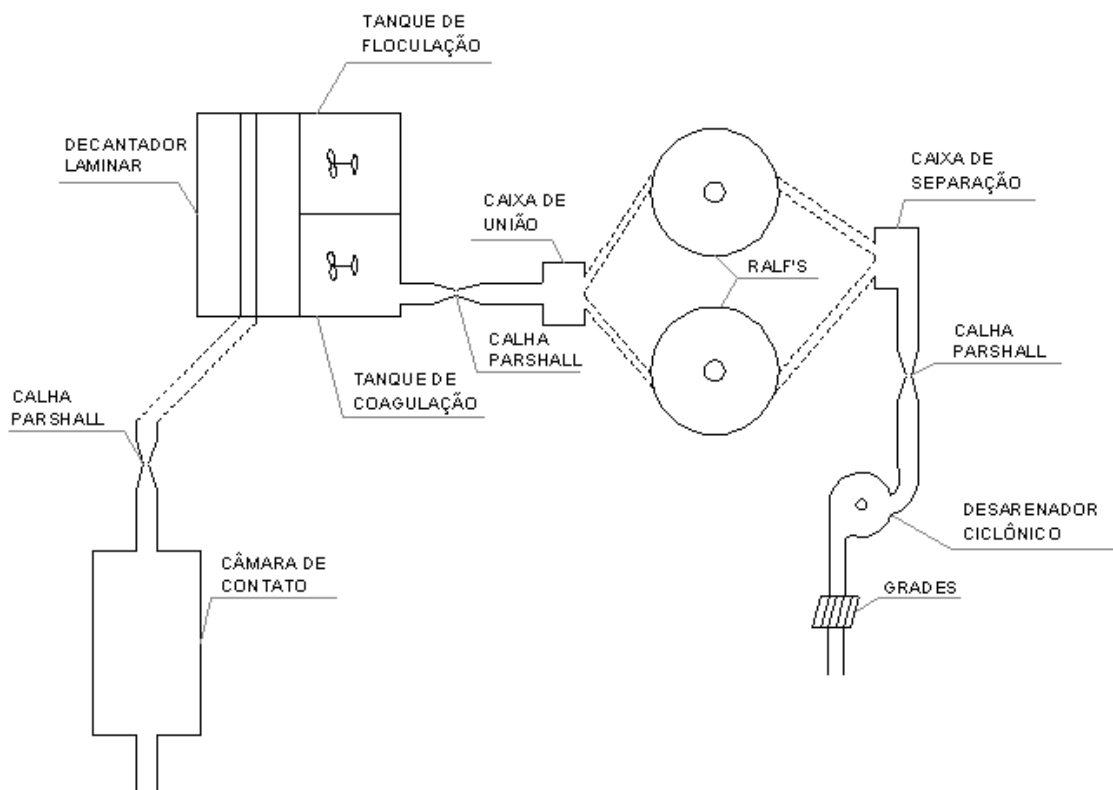 TANQUE DE
FLOCULAÇÃO
DECANTADOR
LAMINAR
CAIXA DE
SEPARAÇÃO
CAIXA DE
UNIÃO
RALF'S
CALHA
PARSHALL
CALHA
PARSHALL
TANQUE DE
COAGULAÇÃO
CALHA
PARSHALL
DESARENADOR
CICLÔNICO
CÂMARA DE
CONTATO
GRADES